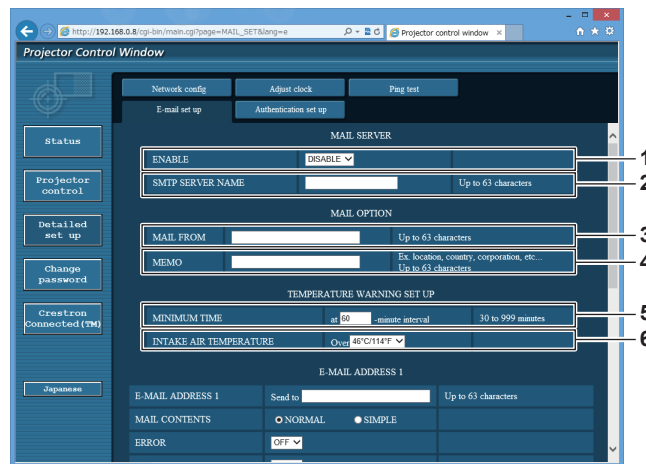 http://192.168.0.8/cgi-bin/main.cgi?page=MAIL_SET&lang=e
Projector control window
Projector Control Window
Network config Adjust clock Ping test
E-mail set up Authentication set up
Status
Projector control
Detailed set up
Change password
Crestron Connected(TM)
Japanese
MAIL SERVER
ENABLE DISABLE 1
SMTP SERVER NAME Up to 63 characters 2
MAIL OPTION
MAIL FROM Up to 63 characters 3
MEMO Ex. location, country, corporation, etc... 4
Up to 63 characters
TEMPERATURE WARNING SET UP
MINIMUM TIME at 60 -minute interval 30 to 999 minutes 5
INTAKE AIR TEMPERATURE Over 46°C/114°F 6
E-MAIL ADDRESS 1
E-MAIL ADDRESS 1 Send to Up to 63 characters
MAIL CONTENTS NORMAL SIMPLE
ERROR OFF